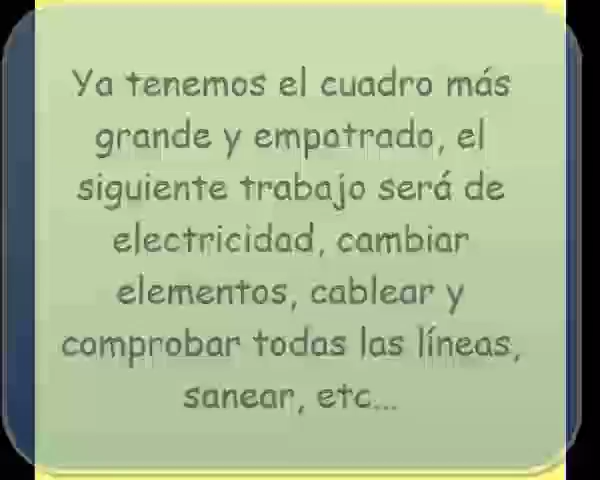 Ya tenemos el cuadro más
grande y empotrado, el
siguiente trabajo será de
electricidad, cambiar
elementos, cablear y
comprobar todas las líneas,
sanear, etc...